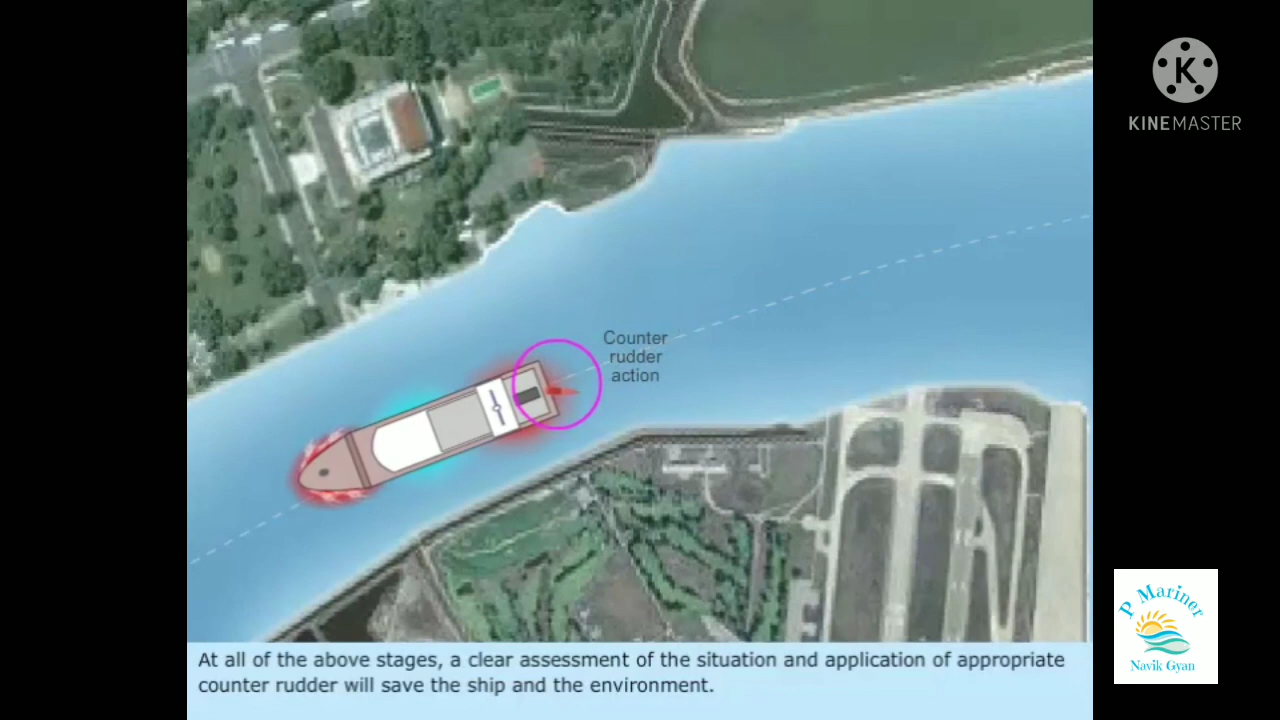 KINEMASTER
Counter
rudder
action
P Mariner
Navik Gyan
At all of the above stages, a clear assessment of the situation and application of appropriate
counter rudder will save the ship and the environment.